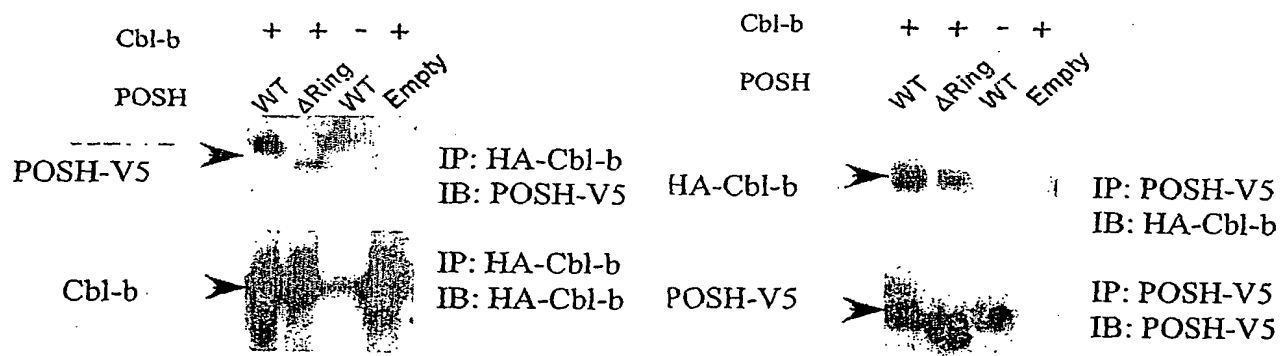 Cbl-b + + - +
POSH WT ΔRing WT Empty
POSH-V5
IP: HA-Cbl-b
IB: POSH-V5
Cbl-b
IP: HA-Cbl-b
IB: HA-Cbl-b
Cbl-b + + - +
POSH WT ΔRing WT Empty
HA-Cbl-b
IP: POSH-V5
IB: HA-Cbl-b
POSH-V5
IP: POSH-V5
IB: POSH-V5